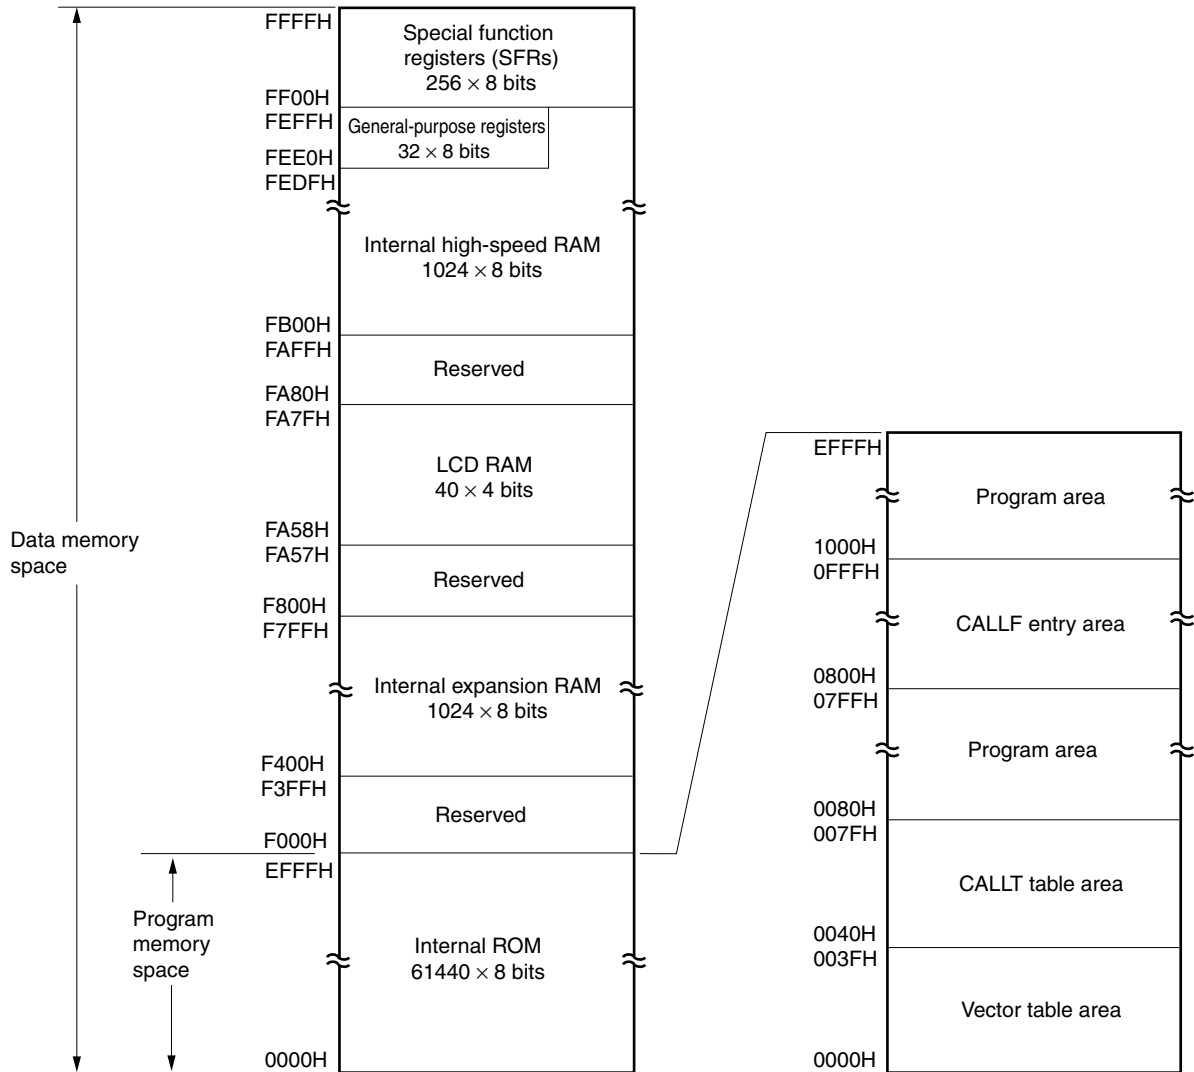 FFFFH
Special function
registers (SFRs)
256 × 8 bits
FF00H
FEFFH
General-purpose registers
32 × 8 bits
FEE0H
FEDFH
Internal high-speed RAM
1024 × 8 bits
FB00H
FAFFH
Reserved
FA80H
FA7FH
LCD RAM
40 × 4 bits
FA58H
FA57H
Data memory
space
Reserved
F800H
F7FFH
Internal expansion RAM
1024 × 8 bits
F400H
F3FFH
Reserved
F000H
EFFFH
Program
memory
space
Internal ROM
61440 × 8 bits
0000H
EFFFH
Program area
1000H
0FFFH
CALLF entry area
0800H
07FFH
Program area
0080H
007FH
CALLT table area
0040H
003FH
Vector table area
0000H